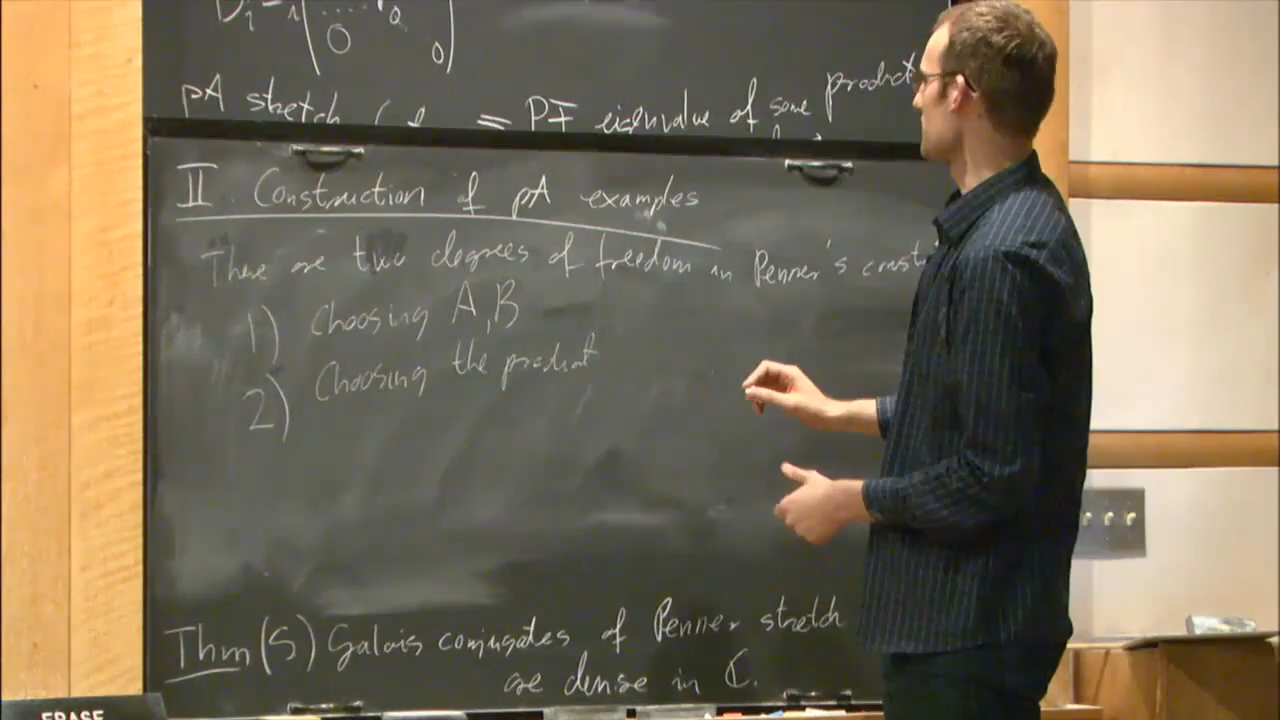 pA stretch = PF eigenvalue of some product
II. Construction of pA examples
There are two degrees of freedom in Penner's const
1) Choosing A, B
2) Choosing the product
Thm (S) Galois conjugates of Penner stretch
are dense in ℂ.
ERASE